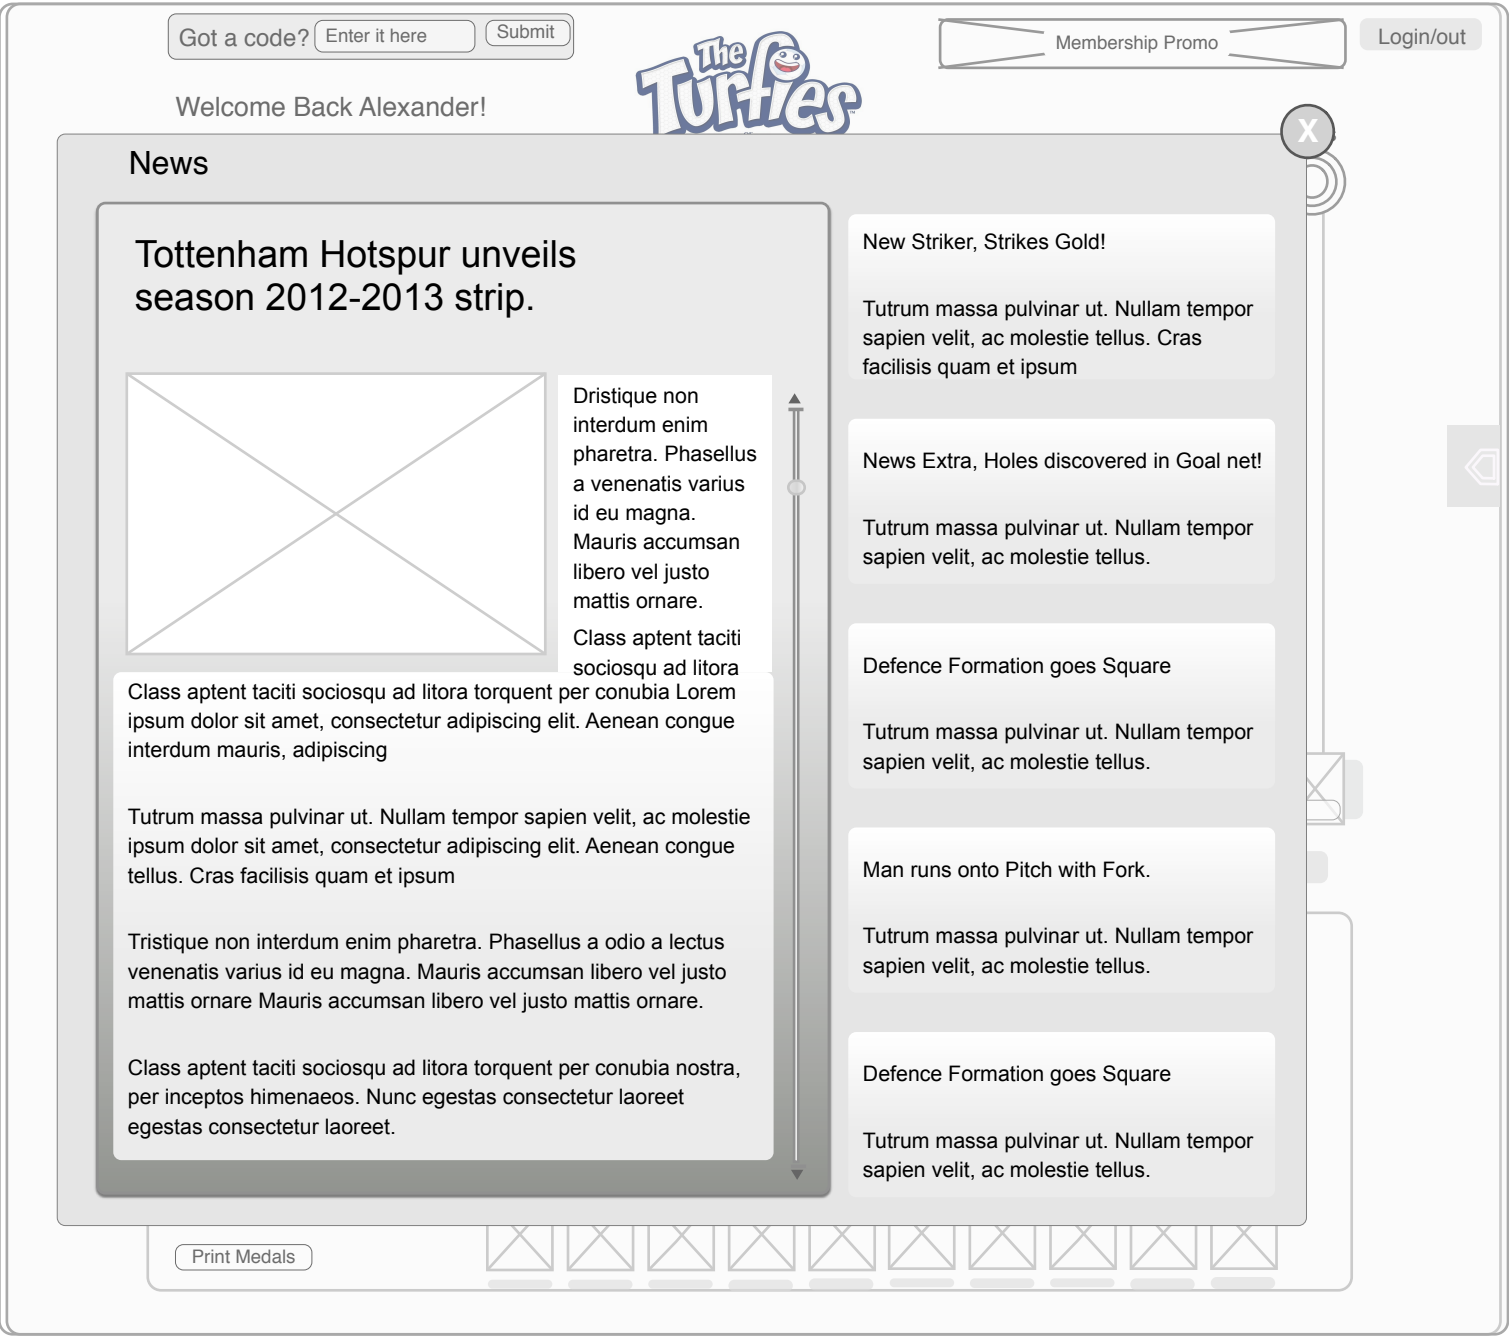 Got a code?
Enter it here
Submit
The
Turfies
Membership Promo
Login/out
Welcome Back Alexander!
X
News
Tottenham Hotspur unveils
season 2012-2013 strip.
Dristique non
interdum enim
pharetra. Phasellus
a venenatis varius
id eu magna.
Mauris accumsan
libero vel justo
mattis ornare.
Class aptent taciti
sociosqu ad litora
Class aptent taciti sociosqu ad litora torquent per conubia Lorem
ipsum dolor sit amet, consectetur adipiscing elit. Aenean congue
interdum mauris, adipiscing
Tutrum massa pulvinar ut. Nullam tempor sapien velit, ac molestie
ipsum dolor sit amet, consectetur adipiscing elit. Aenean congue
tellus. Cras facilisis quam et ipsum
Tristique non interdum enim pharetra. Phasellus a odio a lectus
venenatis varius id eu magna. Mauris accumsan libero vel justo
mattis ornare Mauris accumsan libero vel justo mattis ornare.
Class aptent taciti sociosqu ad litora torquent per conubia nostra,
per inceptos himenaeos. Nunc egestas consectetur laoreet
egestas consectetur laoreet.
New Striker, Strikes Gold!
Tutrum massa pulvinar ut. Nullam tempor
sapien velit, ac molestie tellus. Cras
facilisis quam et ipsum
News Extra, Holes discovered in Goal net!
Tutrum massa pulvinar ut. Nullam tempor
sapien velit, ac molestie tellus.
Defence Formation goes Square
Tutrum massa pulvinar ut. Nullam tempor
sapien velit, ac molestie tellus.
Man runs onto Pitch with Fork.
Tutrum massa pulvinar ut. Nullam tempor
sapien velit, ac molestie tellus.
Defence Formation goes Square
Tutrum massa pulvinar ut. Nullam tempor
sapien velit, ac molestie tellus.
Print Medals